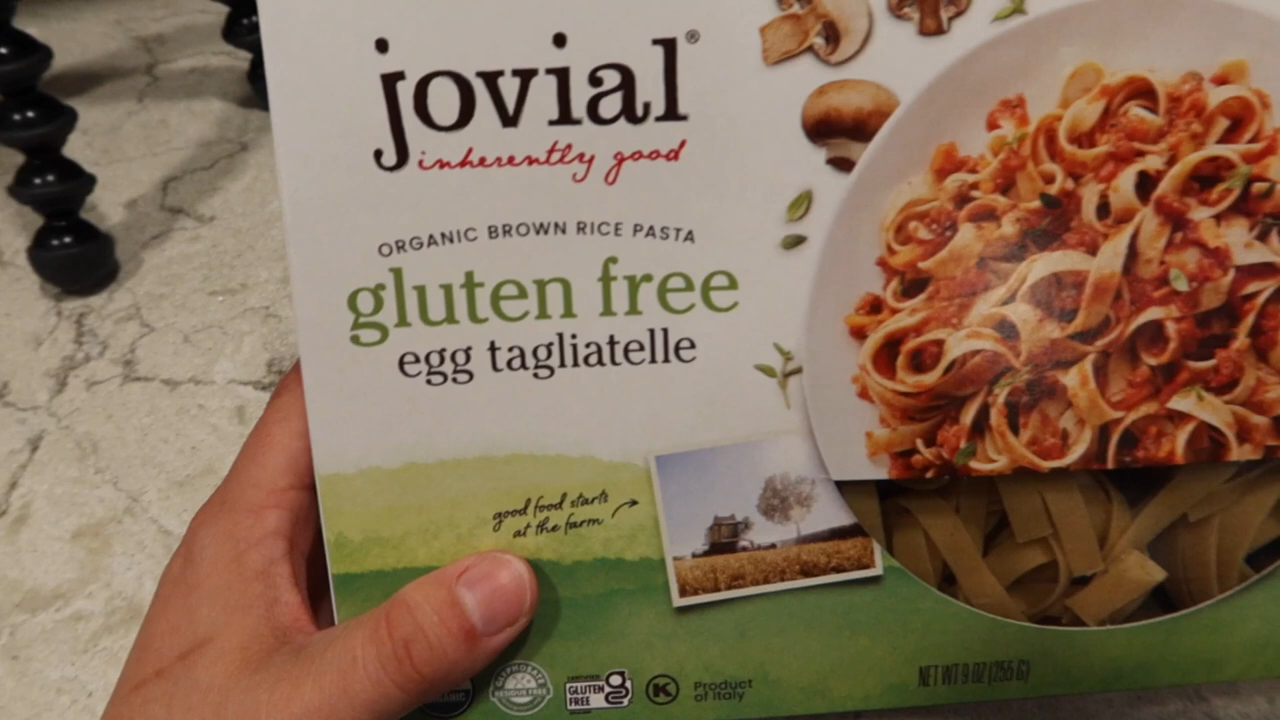 jovial®
inherently good
ORGANIC BROWN RICE PASTA
gluten free
egg tagliatelle
good food starts
at the farm
ORGANIC
GLYPHOSATE
RESIDUE FREE
CERTIFIED
GLUTEN
FREE
K
Product
of Italy
NET WT 9 OZ (255 G)